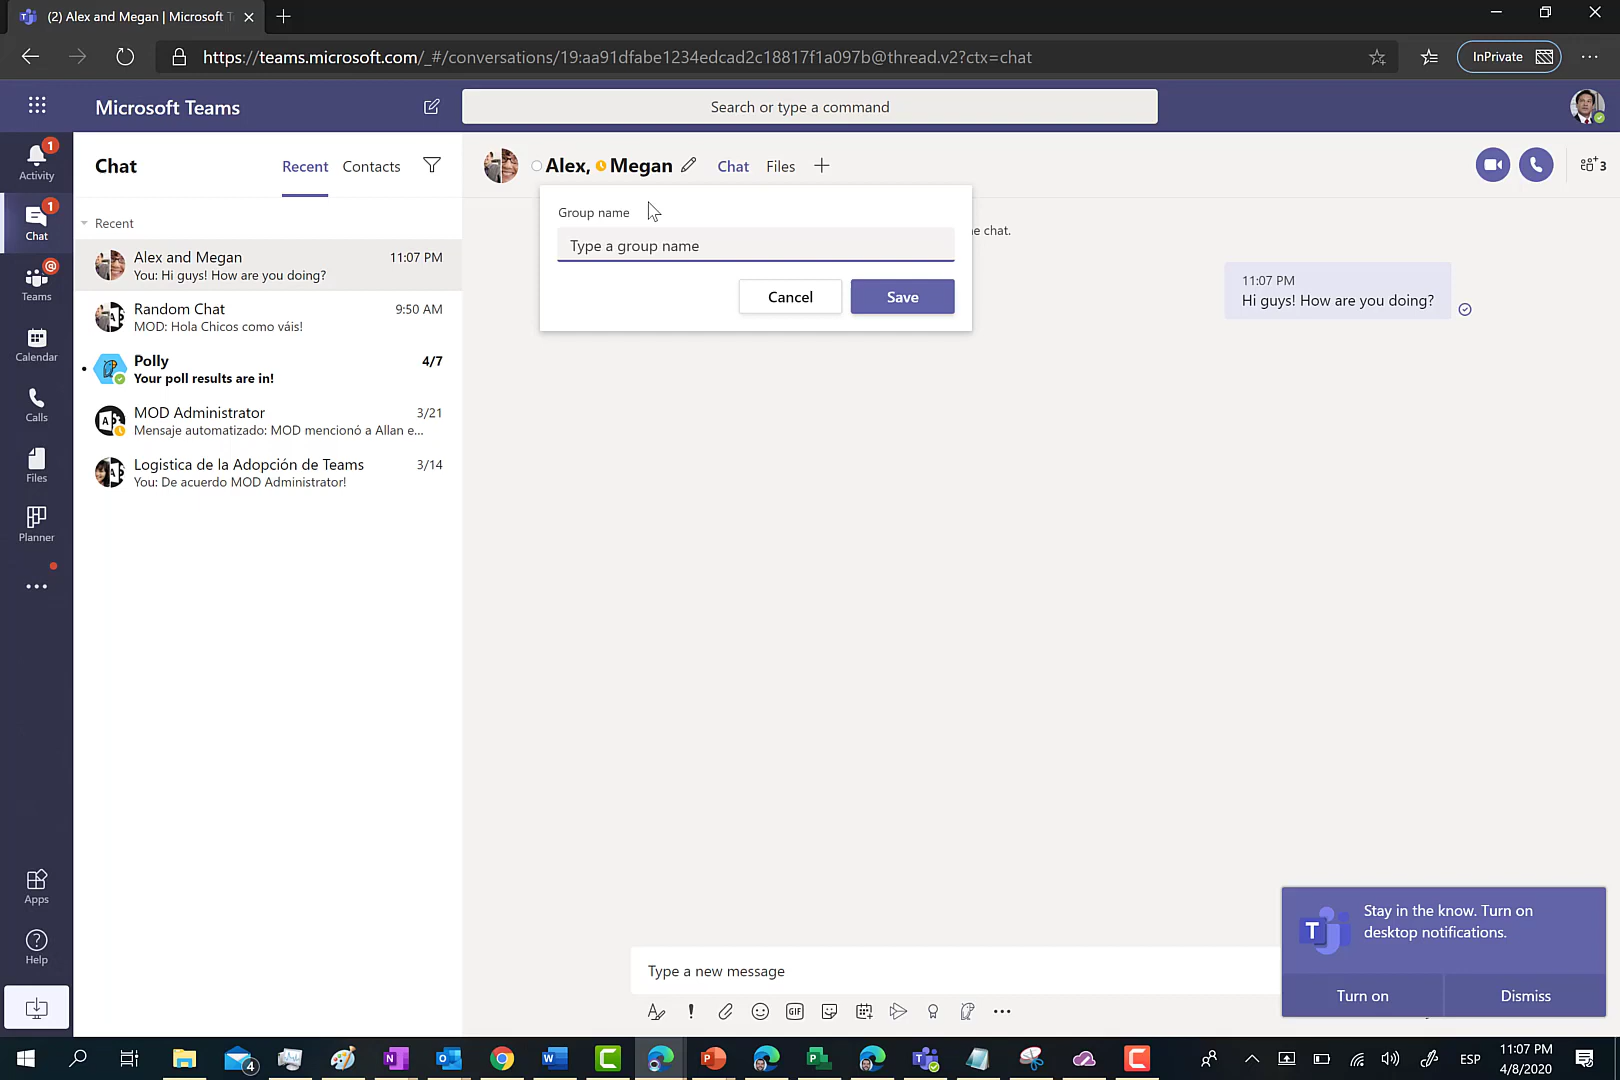 (2) Alex and Megan | Microsoft T
https://teams.microsoft.com/_#/conversations/19:aa91dfabe1234edcad2c18817f1a097b@thread.v2?ctx=chat
InPrivate
Microsoft Teams
Search or type a command
1
Activity
1
Chat
@
Teams
Calendar
Calls
Files
Planner
Apps
Help
Chat
Recent
Contacts
Recent
Alex and Megan
11:07 PM
You: Hi guys! How are you doing?
Random Chat
9:50 AM
MOD: Hola Chicos como váis!
Polly
4/7
Your poll results are in!
MOD Administrator
3/21
Mensaje automatizado: MOD mencionó a Allan e...
Logistica de la Adopción de Teams
3/14
You: De acuerdo MOD Administrator!
Alex, Megan
Chat
Files
3
Group name
Type a group name
Cancel
Save
e chat.
11:07 PM
Hi guys! How are you doing?
Stay in the know. Turn on
desktop notifications.
Turn on
Dismiss
Type a new message
GIF
4
ESP
11:07 PM
4/8/2020